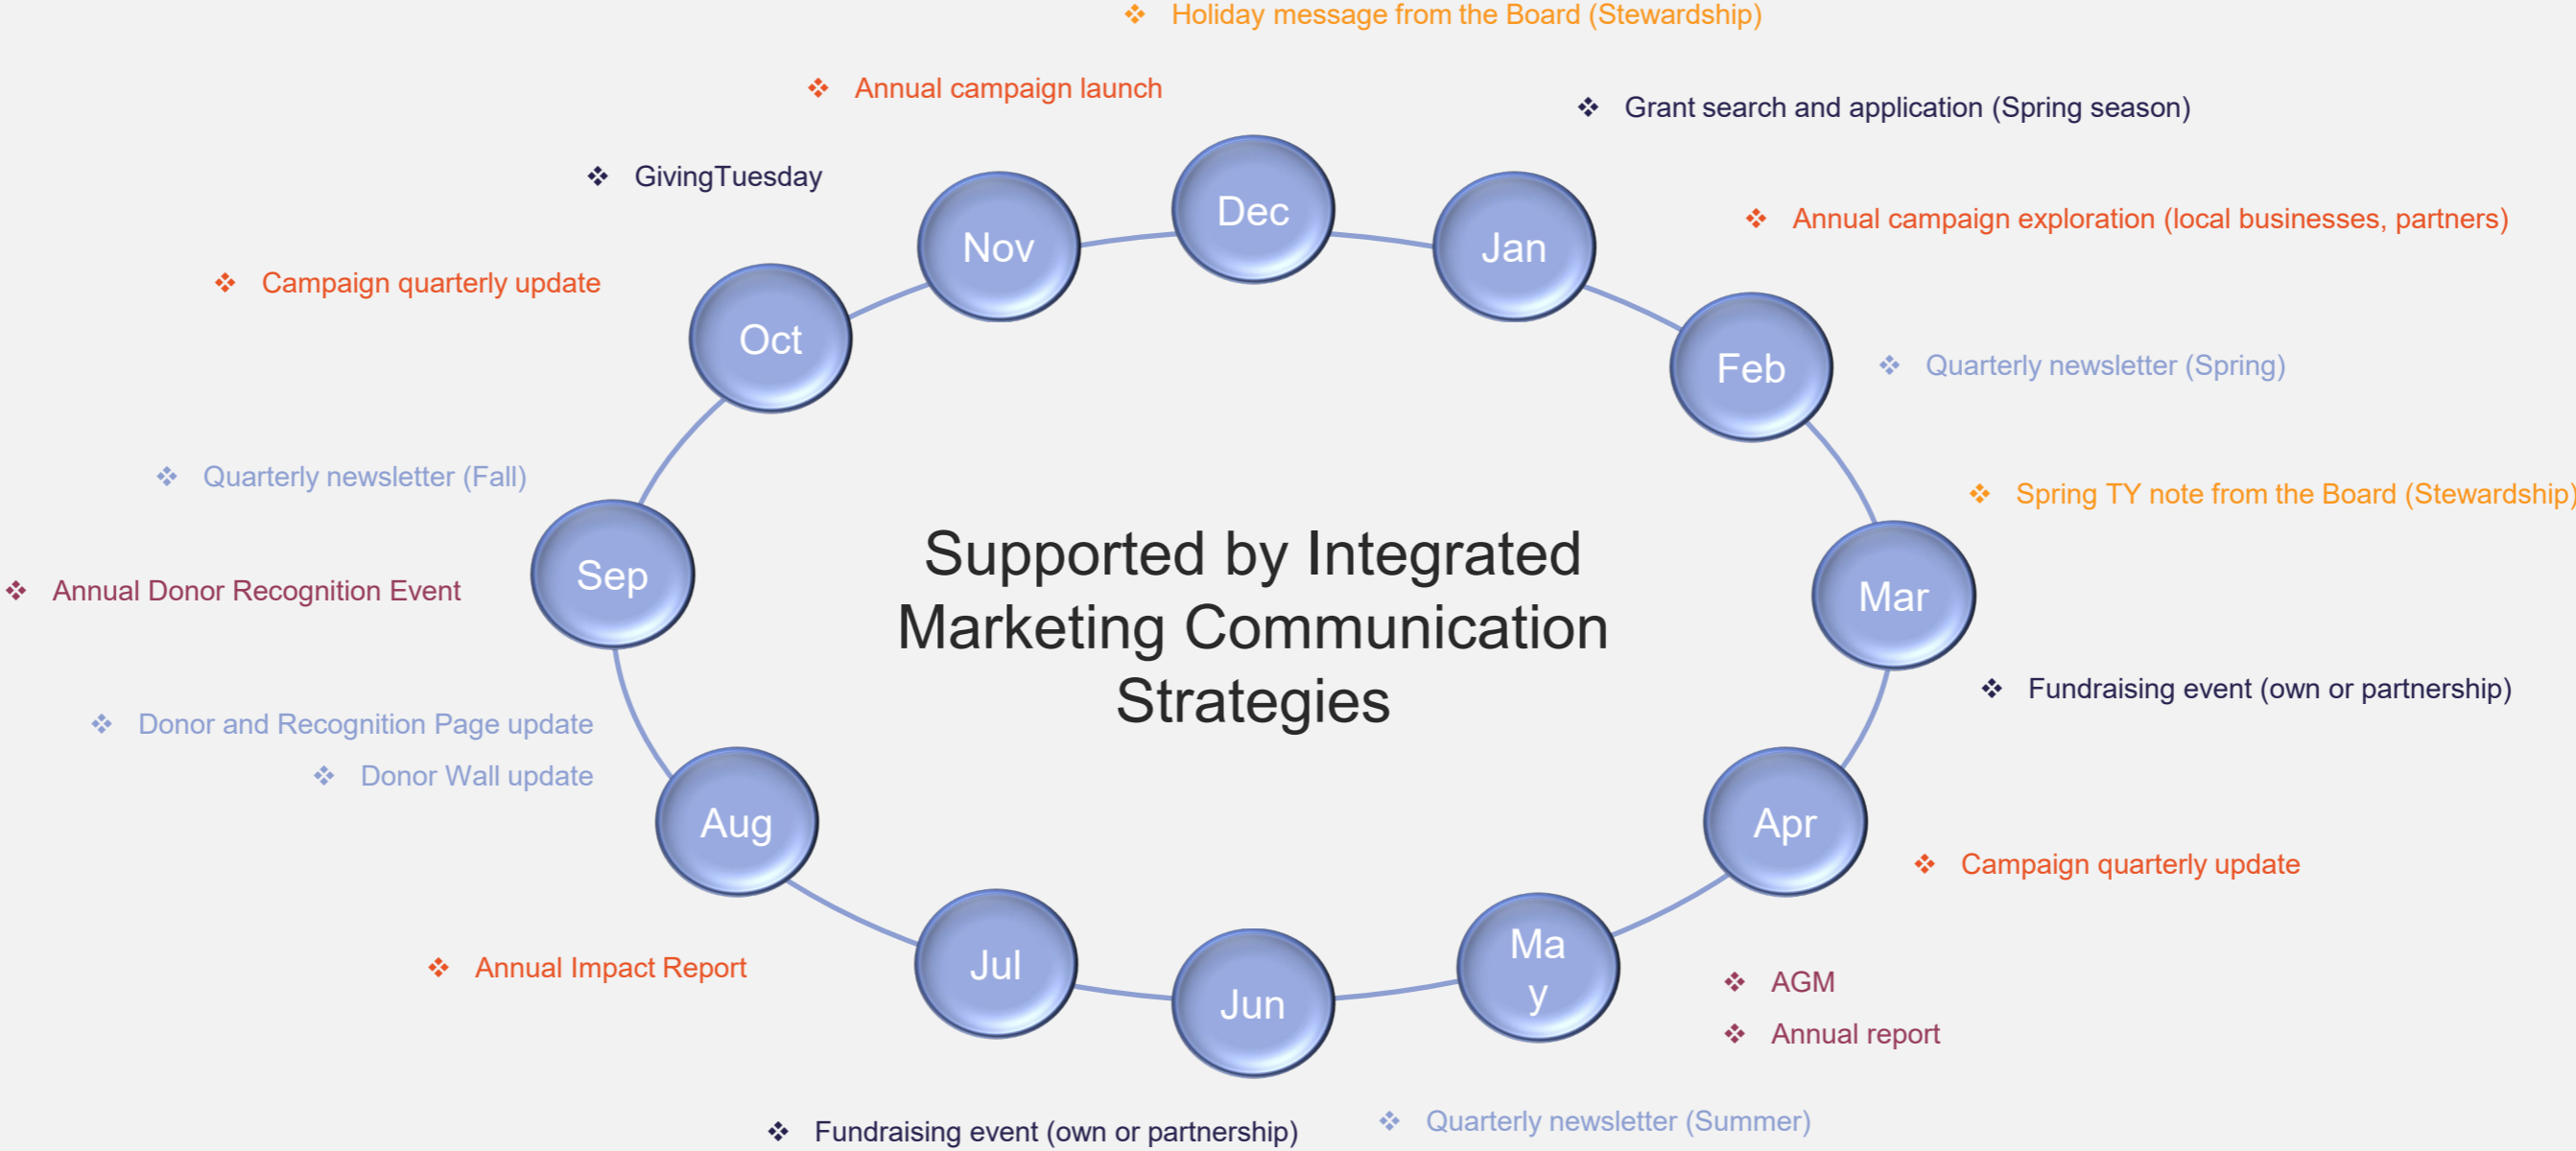 Holiday message from the Board (Stewardship)
Annual campaign launch
Grant search and application (Spring season)
GivingTuesday
Dec
Nov
Jan
Annual campaign exploration (local businesses, partners)
Campaign quarterly update
Oct
Feb
Quarterly newsletter (Spring)
Quarterly newsletter (Fall)
Spring TY note from the Board (Stewardship)
Sep
Mar
Supported by Integrated
Marketing Communication
Strategies
Annual Donor Recognition Event
Fundraising event (own or partnership)
Donor and Recognition Page update
Donor Wall update
Aug
Apr
Campaign quarterly update
Annual Impact Report
Jul
Jun
Ma
y
AGM
Annual report
Fundraising event (own or partnership)
Quarterly newsletter (Summer)